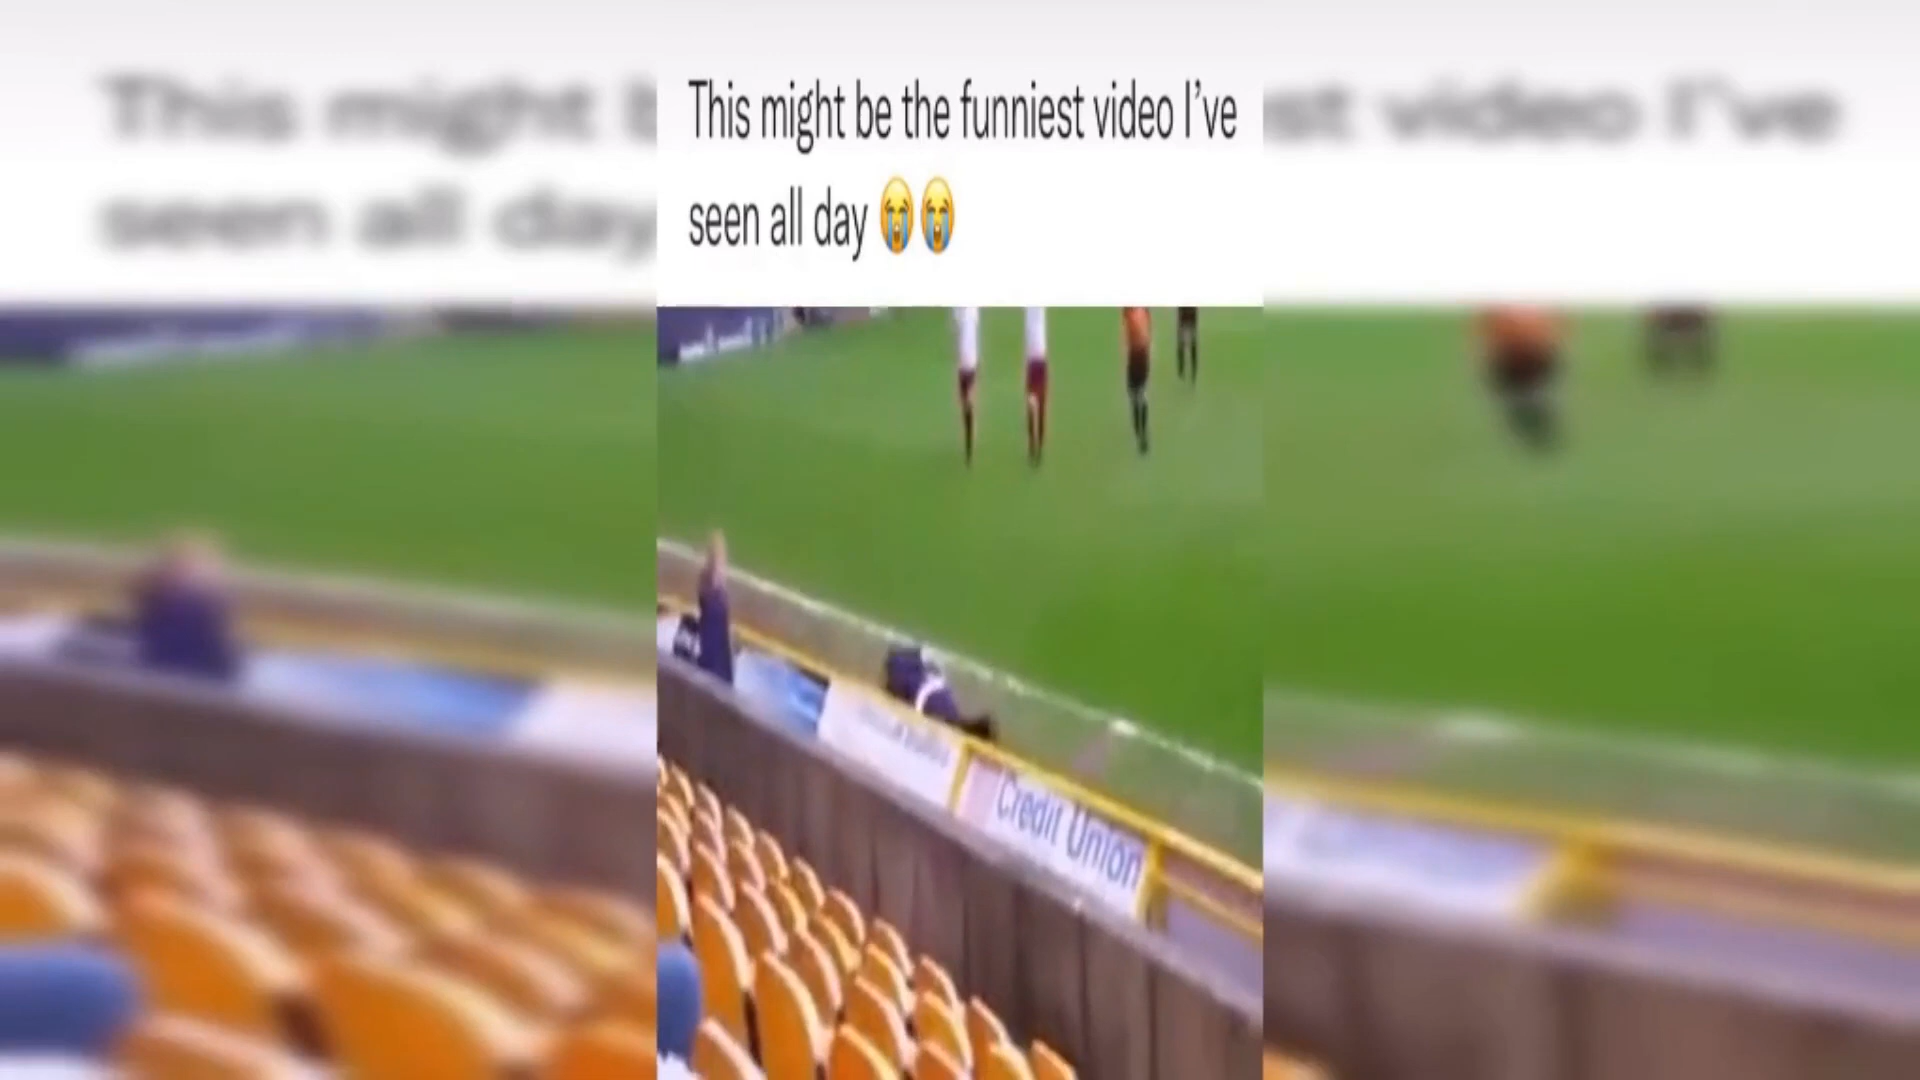 This might be the funniest video I’ve
seen all day 😭😭
Credit Union